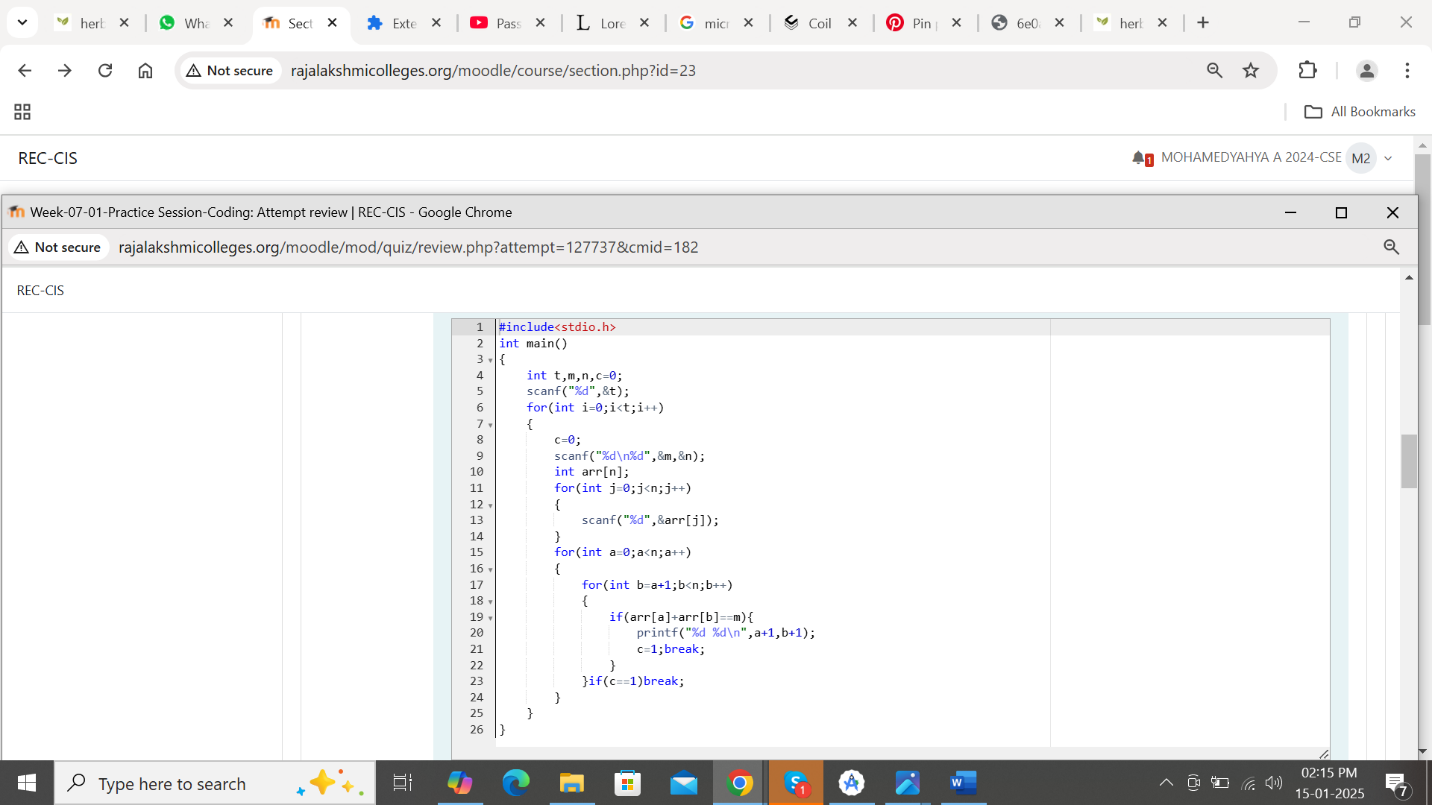 herb
Wha
Sect
Exte
Pass
Lore
micr
Coil
Pin
6e0
herb
Not secure
rajalakshmicolleges.org/moodle/course/section.php?id=23
All Bookmarks
REC-CIS
1
MOHAMEDYAHYA A 2024-CSE
M2
Week-07-01-Practice Session-Coding: Attempt review | REC-CIS - Google Chrome
Not secure
rajalakshmicolleges.org/moodle/mod/quiz/review.php?attempt=127737&cmid=182
REC-CIS
1 #include<stdio.h>
2 int main()
3 {
4 int t,m,n,c=0;
5 scanf("%d",&t);
6 for(int i=0;i<t;i++)
7 {
8 c=0;
9 scanf("%d\n%d",&m,&n);
10 int arr[n];
11 for(int j=0;j<n;j++)
12 {
13 scanf("%d",&arr[j]);
14 }
15 for(int a=0;a<n;a++)
16 {
17 for(int b=a+1;b<n;b++)
18 {
19 if(arr[a]+arr[b]==m){
20 printf("%d %d\n",a+1,b+1);
21 c=1;break;
22 }
23 }if(c==1)break;
24 }
25 }
26 }
Type here to search
1
02:15 PM
15-01-2025
7